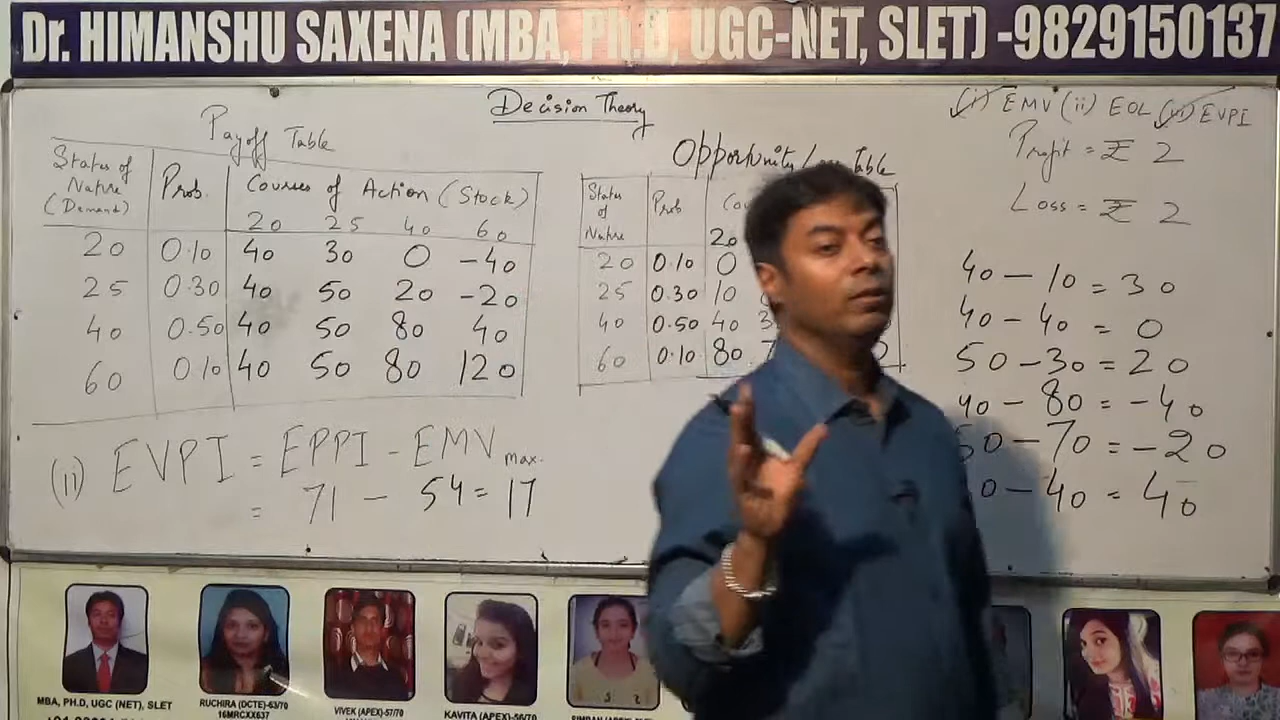 Dr. HIMANSHU SAXENA (MBA, Ph.D, UGC-NET, SLET) -9829150137
Decision Theory
(i) EMV (ii) EOL (iii) EVPI
Profit = ₹ 2
Loss = ₹ 2
Payoff Table
States of Nature (Demand) Prob. Courses of Action (Stock)
20 25 40 60
20 0.10 40 30 0 -40
25 0.30 40 50 20 -20
40 0.50 40 50 80 40
60 0.10 40 50 80 120
Opportunity Table
States of Nature Prob
20
20 0.10 0
25 0.30 10
40 0.50 40
60 0.10 80
40 - 10 = 30
40 - 40 = 0
50 - 30 = 20
40 - 80 = -40
50 - 70 = -20
0 - 40 = 40
(ii) EVPI = EPPI - EMV max.
= 71 - 54 = 17
MBA, PH.D, UGC (NET), SLET
RUCHIRA (DCTE)-63/70
16MRCXX637
VIVEK (APEX)-57/70
KAVITA (APEX)-56/70